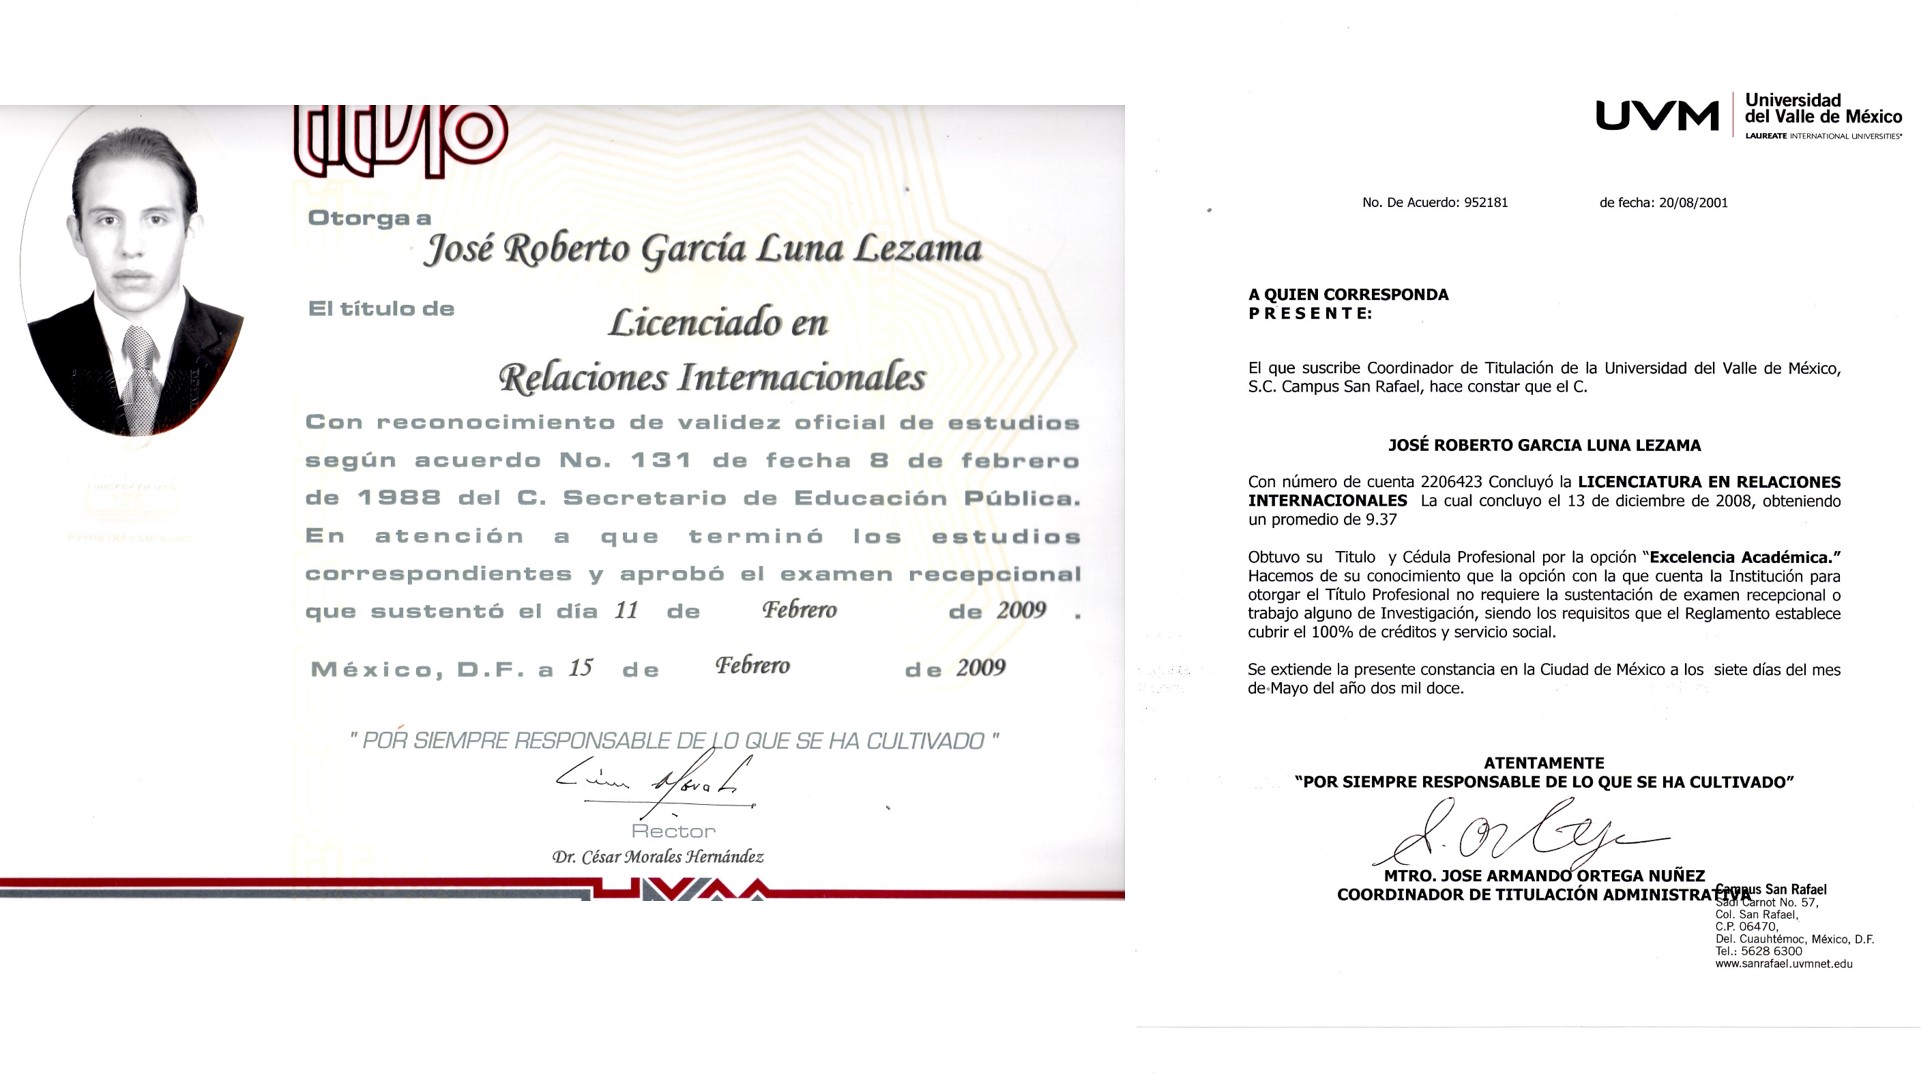 Otorga a
José Roberto García Luna Lezama
El título de
Licenciado en
Relaciones Internacionales
Con reconocimiento de validez oficial de estudios
según acuerdo No. 131 de fecha 8 de febrero
de 1988 del C. Secretario de Educación Pública.
En atención a que terminó los estudios
correspondientes y aprobó el examen recepcional
que sustentó el día 11 de Febrero de 2009 .
México, D.F. a 15 de Febrero de 2009
" POR SIEMPRE RESPONSABLE DE LO QUE SE HA CULTIVADO "
Rector
Dr. César Morales Hernández
UVM
UVM
Universidad
del Valle de México
LAUREATE INTERNATIONAL UNIVERSITIES
No. De Acuerdo: 952181 de fecha: 20/08/2001
A QUIEN CORRESPONDA
P R E S E N T E:
El que suscribe Coordinador de Titulación de la Universidad del Valle de México,
S.C. Campus San Rafael, hace constar que el C.
JOSÉ ROBERTO GARCIA LUNA LEZAMA
Con número de cuenta 2206423 Concluyó la LICENCIATURA EN RELACIONES
INTERNACIONALES La cual concluyo el 13 de diciembre de 2008, obteniendo
un promedio de 9.37
Obtuvo su Titulo y Cédula Profesional por la opción “Excelencia Académica.”
Hacemos de su conocimiento que la opción con la que cuenta la Institución para
otorgar el Título Profesional no requiere la sustentación de examen recepcional o
trabajo alguno de Investigación, siendo los requisitos que el Reglamento establece
cubrir el 100% de créditos y servicio social.
Se extiende la presente constancia en la Ciudad de México a los siete días del mes
de Mayo del año dos mil doce.
ATENTAMENTE
“POR SIEMPRE RESPONSABLE DE LO QUE SE HA CULTIVADO”
MTRO. JOSE ARMANDO ORTEGA NUÑEZ
COORDINADOR DE TITULACIÓN ADMINISTRATIVA
Campus San Rafael
Sadi Carnot No. 57,
Col. San Rafael,
C.P. 06470,
Del. Cuauhtémoc, México, D.F.
Tel.: 5628 6300
www.sanrafael.uvmnet.edu